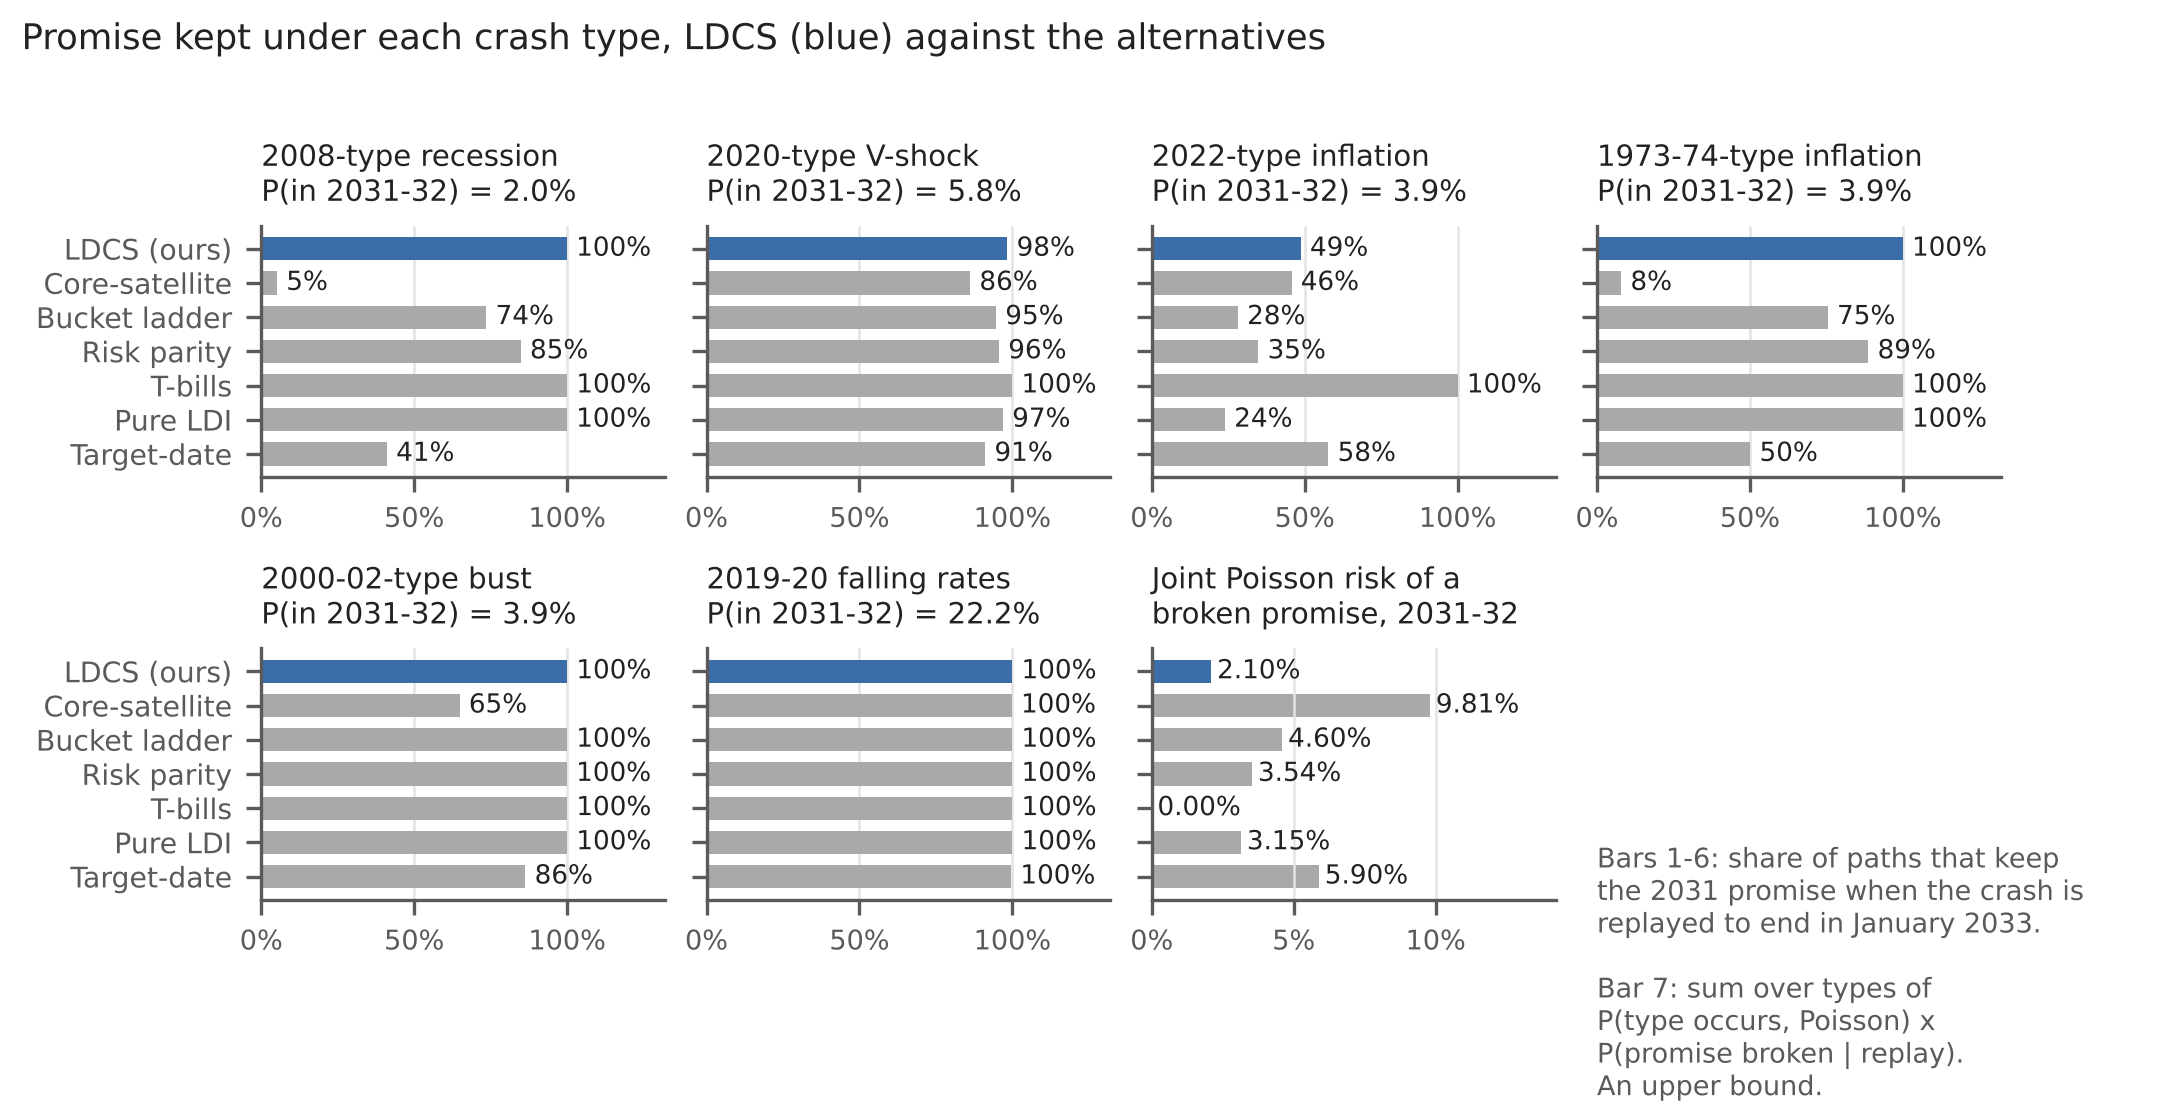 Promise kept under each crash type, LDCS (blue) against the alternatives
2008-type recession
P(in 2031-32) = 2.0%
LDCS (ours)
Core-satellite
Bucket ladder
Risk parity
T-bills
Pure LDI
Target-date
100%
5%
74%
85%
100%
100%
41%
0%
50%
100%
2020-type V-shock
P(in 2031-32) = 5.8%
98%
86%
95%
96%
100%
97%
91%
0%
50%
100%
2022-type inflation
P(in 2031-32) = 3.9%
49%
46%
28%
35%
100%
24%
58%
0%
50%
100%
1973-74-type inflation
P(in 2031-32) = 3.9%
100%
8%
75%
89%
100%
100%
50%
0%
50%
100%
2000-02-type bust
P(in 2031-32) = 3.9%
LDCS (ours)
Core-satellite
Bucket ladder
Risk parity
T-bills
Pure LDI
Target-date
100%
65%
100%
100%
100%
100%
86%
0%
50%
100%
2019-20 falling rates
P(in 2031-32) = 22.2%
100%
100%
100%
100%
100%
100%
100%
0%
50%
100%
Joint Poisson risk of a
broken promise, 2031-32
2.10%
9.81%
4.60%
3.54%
0.00%
3.15%
5.90%
0%
5%
10%
Bars 1-6: share of paths that keep
the 2031 promise when the crash is
replayed to end in January 2033.
Bar 7: sum over types of
P(type occurs, Poisson) x
P(promise broken | replay).
An upper bound.